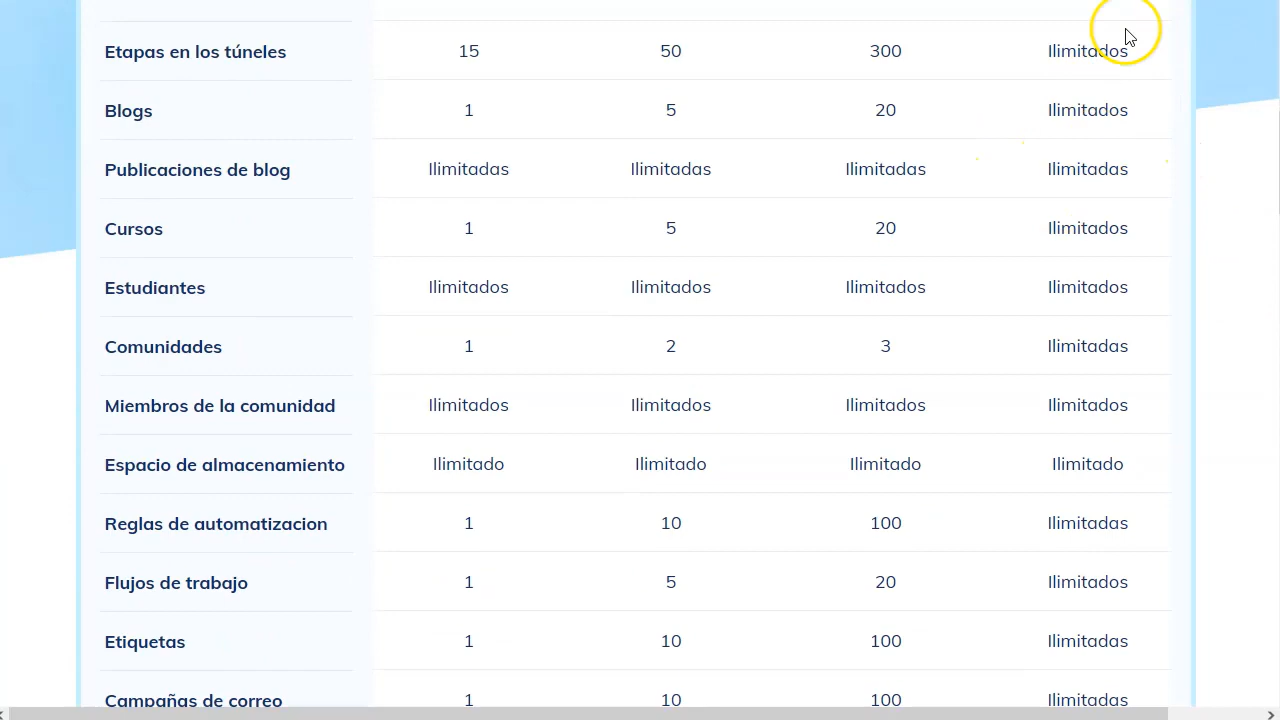 Etapas en los túneles 15 50 300 Ilimitados
Blogs 1 5 20 Ilimitados
Publicaciones de blog Ilimitadas Ilimitadas Ilimitadas Ilimitadas
Cursos 1 5 20 Ilimitados
Estudiantes Ilimitados Ilimitados Ilimitados Ilimitados
Comunidades 1 2 3 Ilimitadas
Miembros de la comunidad Ilimitados Ilimitados Ilimitados Ilimitados
Espacio de almacenamiento Ilimitado Ilimitado Ilimitado Ilimitado
Reglas de automatizacion 1 10 100 Ilimitadas
Flujos de trabajo 1 5 20 Ilimitados
Etiquetas 1 10 100 Ilimitadas
Campañas de correo 1 10 100 Ilimitadas